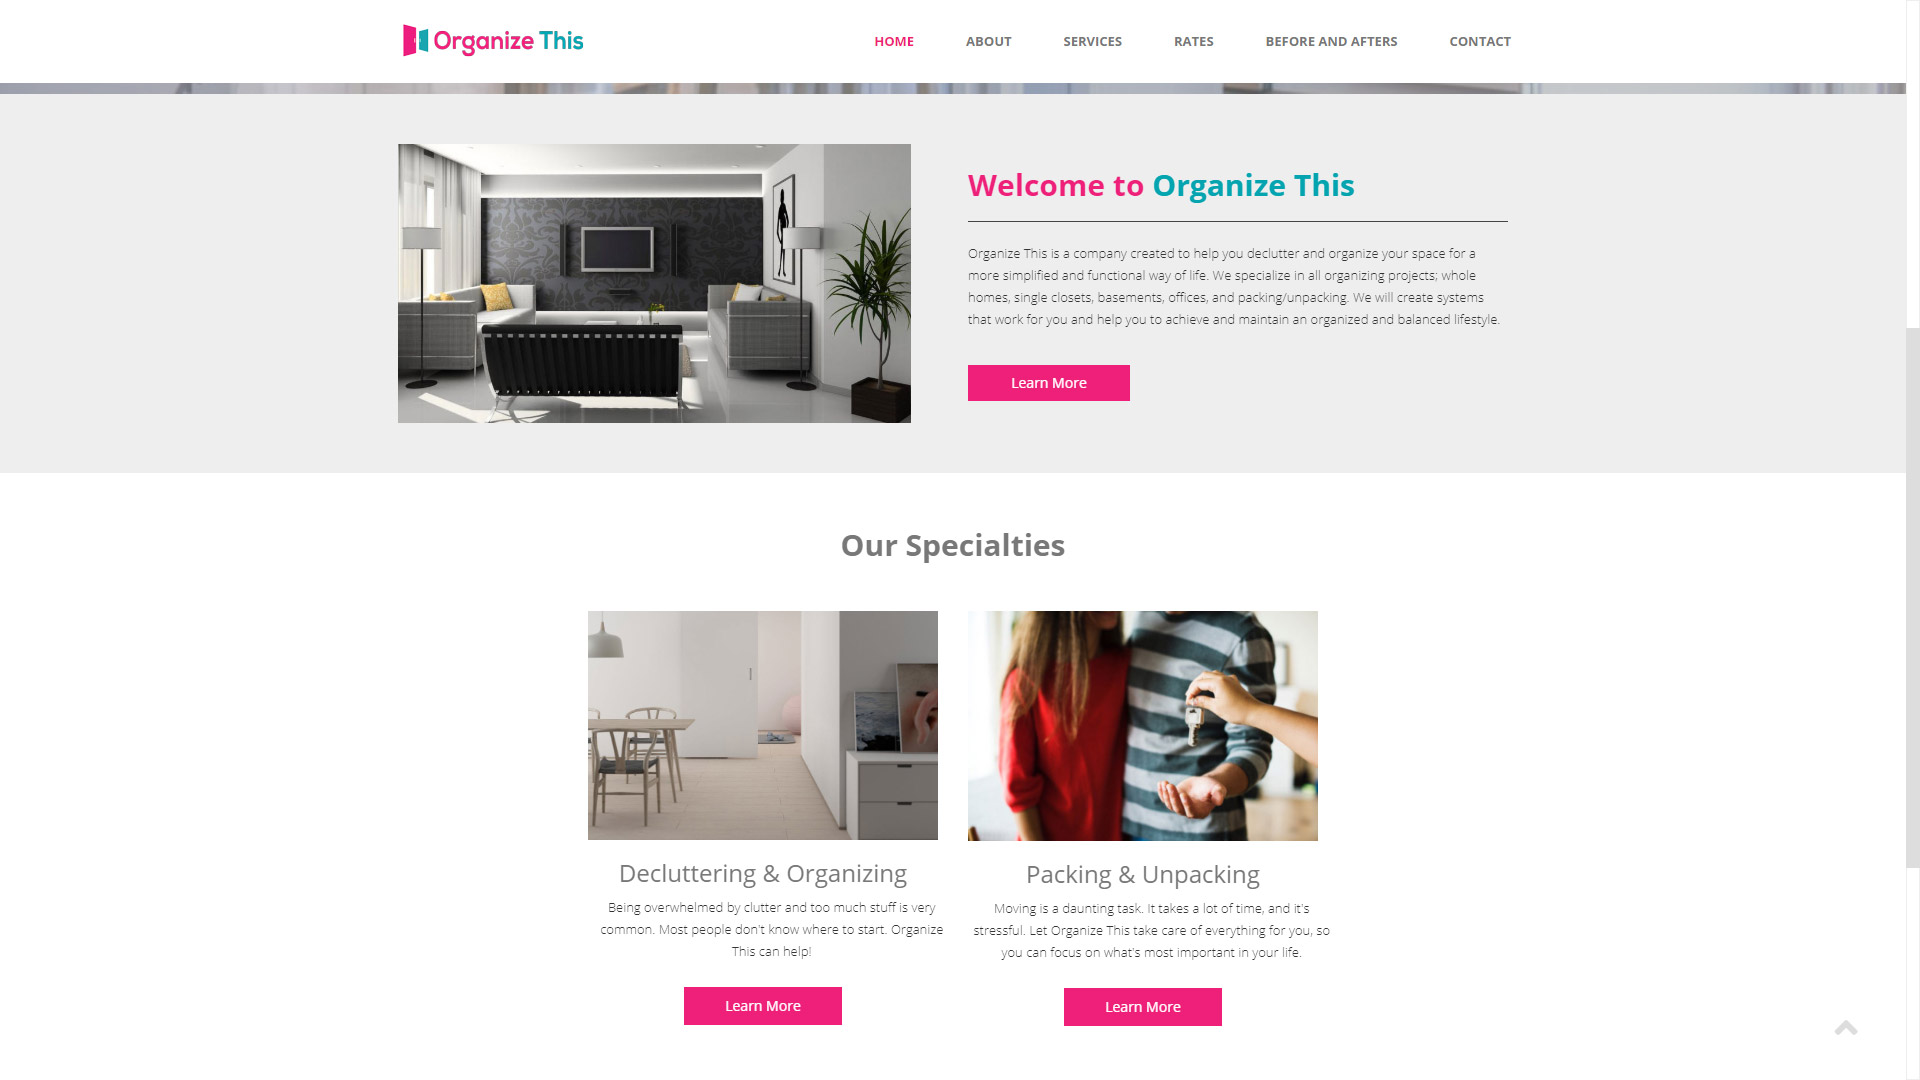 Organize This
HOME
ABOUT
SERVICES
RATES
BEFORE AND AFTERS
CONTACT
Welcome to Organize This
Organize This is a company created to help you declutter and organize your space for a
more simplified and functional way of life. We specialize in all organizing projects; whole
homes, single closets, basements, offices, and packing/unpacking. We will create systems
that work for you and help you to achieve and maintain an organized and balanced lifestyle.
Learn More
Our Specialties
Decluttering & Organizing
Being overwhelmed by clutter and too much stuff is very
common. Most people don't know where to start. Organize
This can help!
Learn More
Packing & Unpacking
Moving is a daunting task. It takes a lot of time, and it's
stressful. Let Organize This take care of everything for you, so
you can focus on what's most important in your life.
Learn More